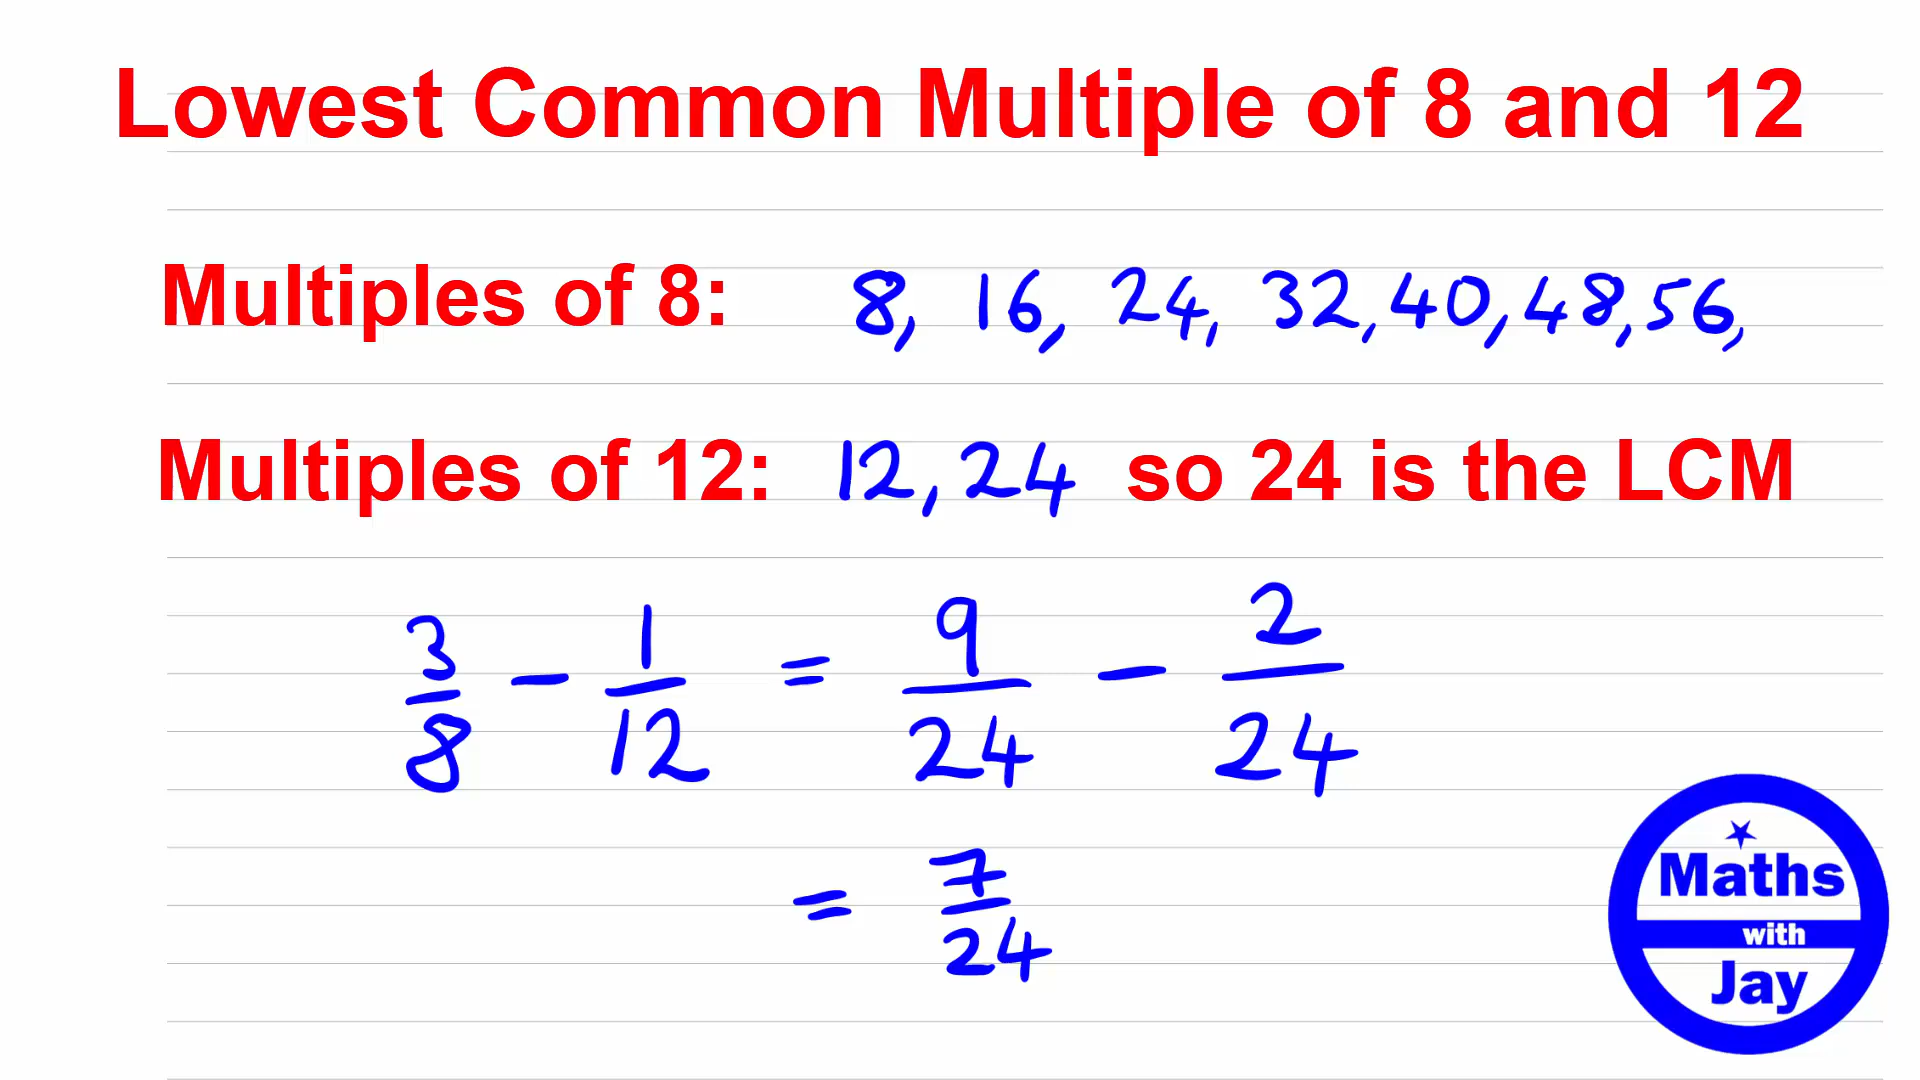 Lowest Common Multiple of 8 and 12
Multiples of 8: 8, 16, 24, 32, 40, 48, 56,
Multiples of 12: 12, 24 so 24 is the LCM
3/8 − 1/12 = 9/24 − 2/24
= 7/24
Maths
with
Jay